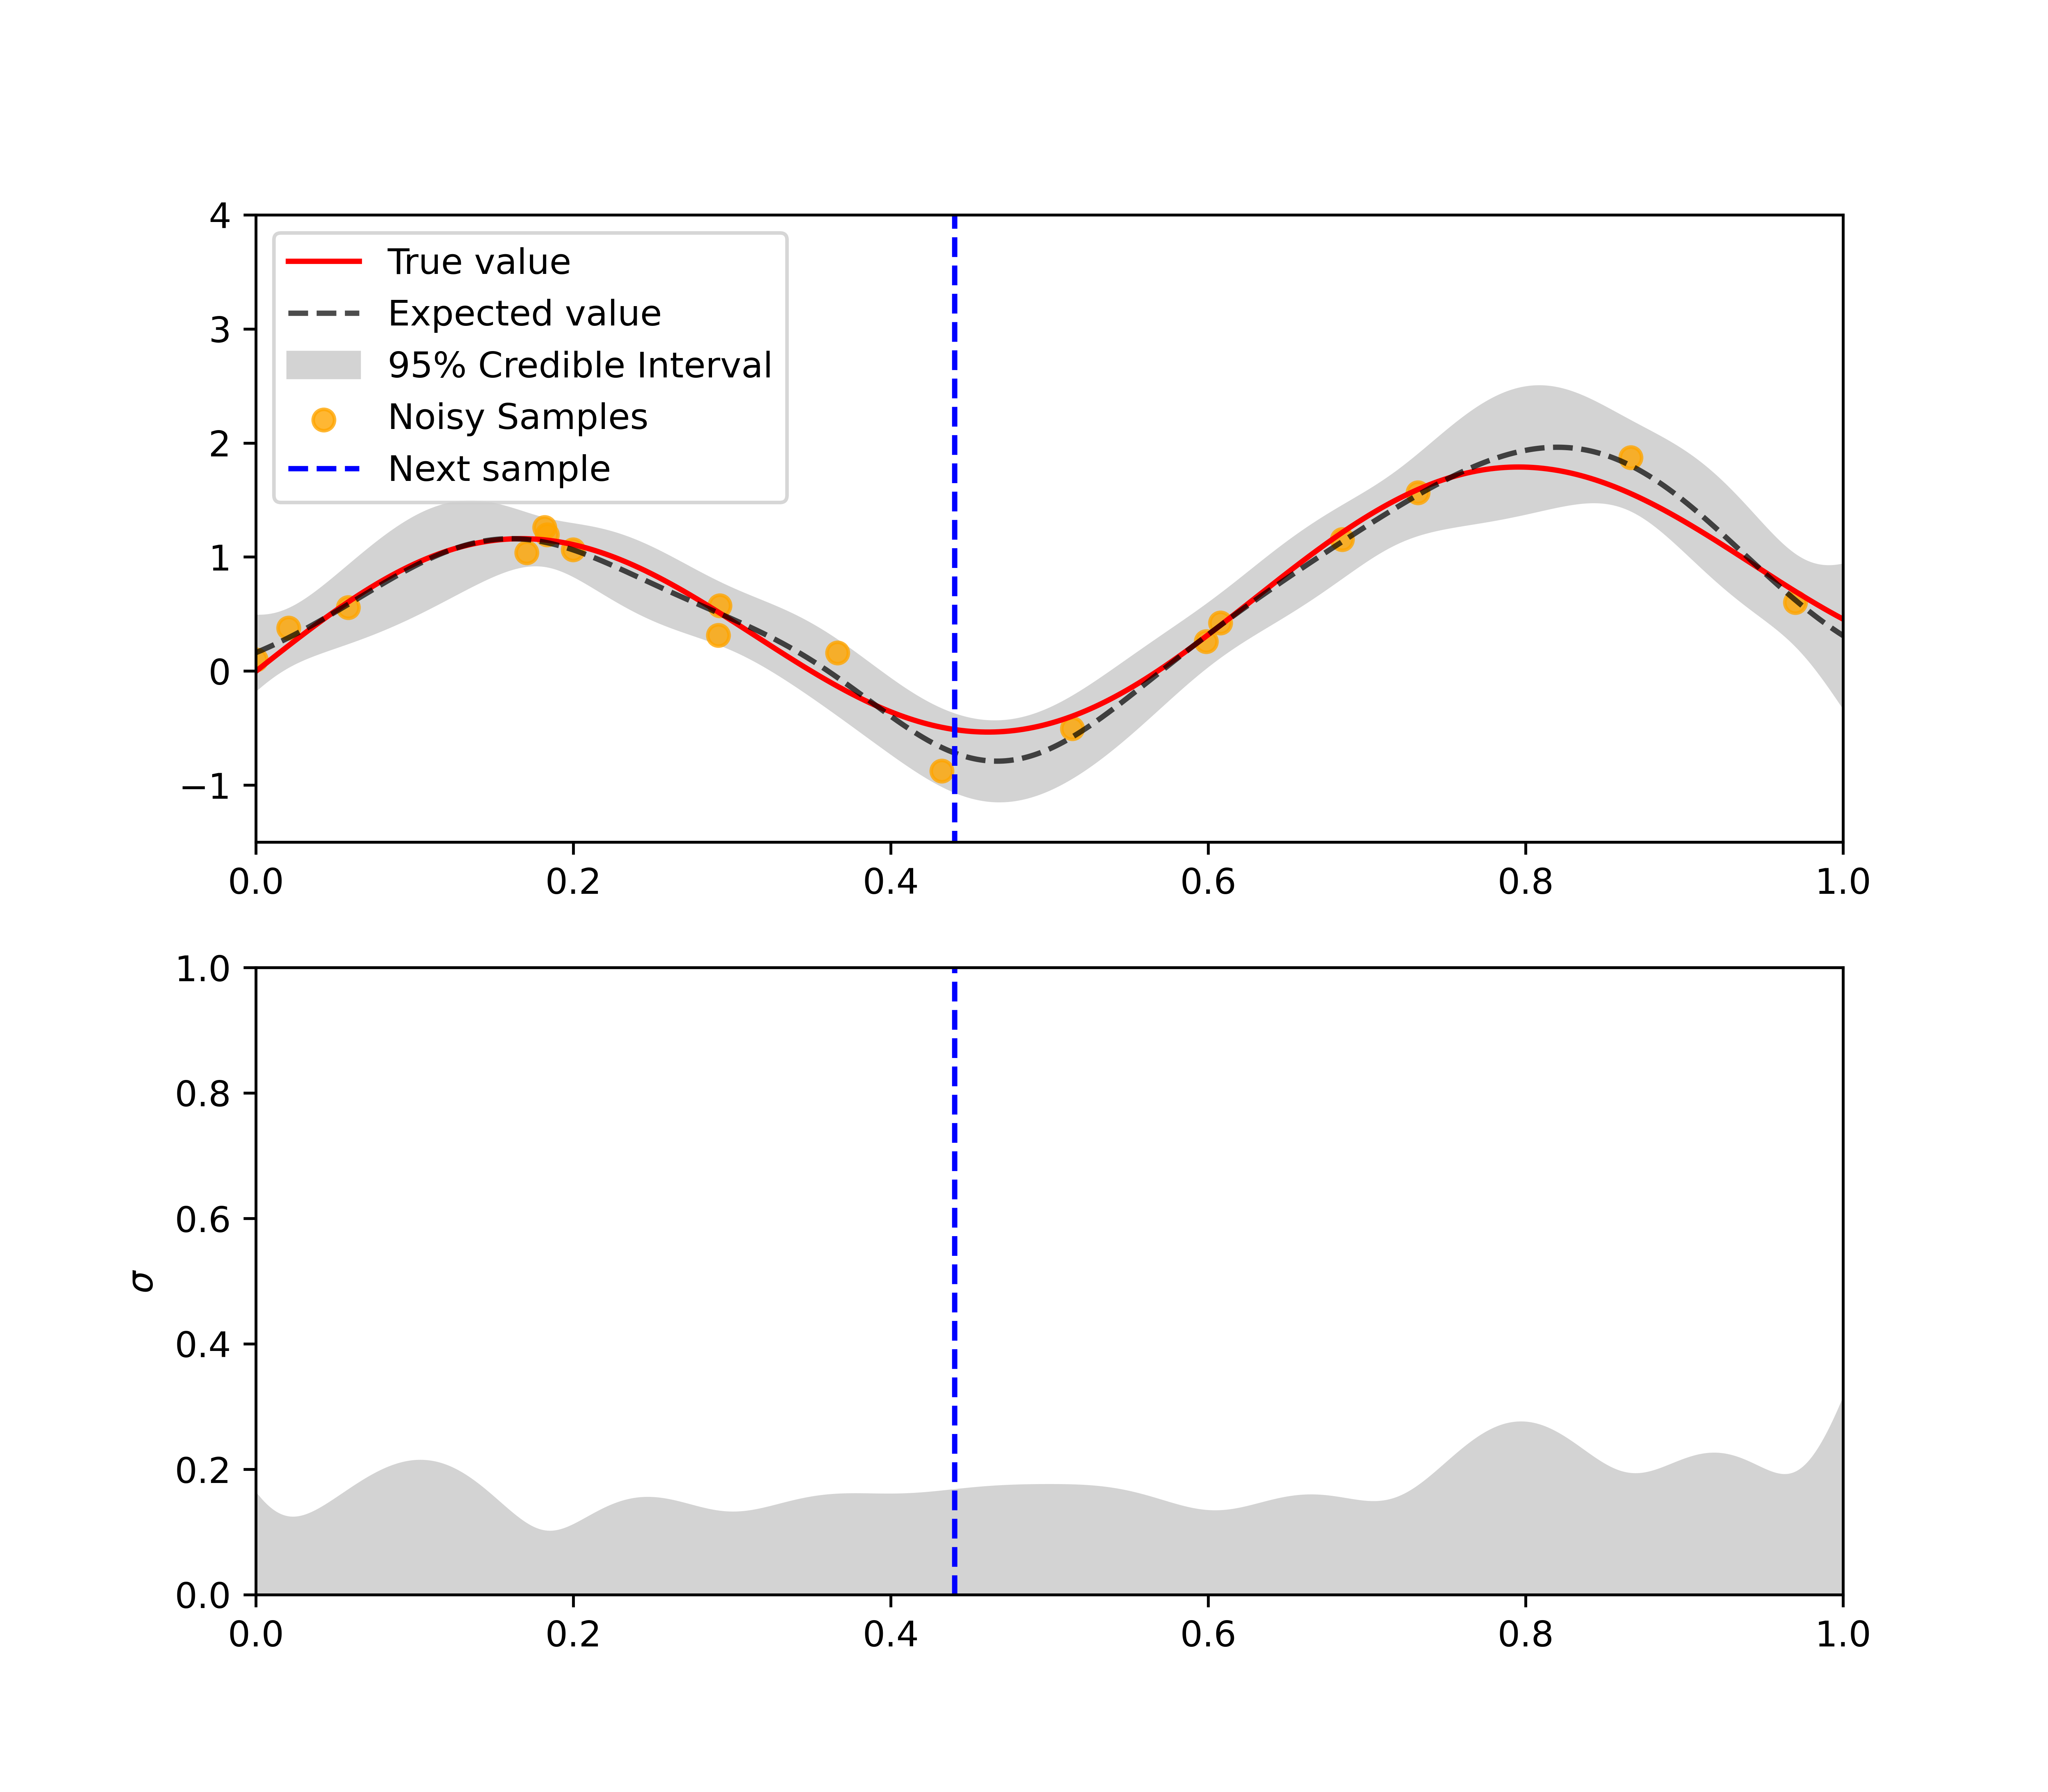 4
3
2
1
0
−1
True value
Expected value
95% Credible Interval
Noisy Samples
Next sample
0.0 0.2 0.4 0.6 0.8 1.0
1.0
0.8
0.6
0.4
0.2
0.0
σ
0.0 0.2 0.4 0.6 0.8 1.0